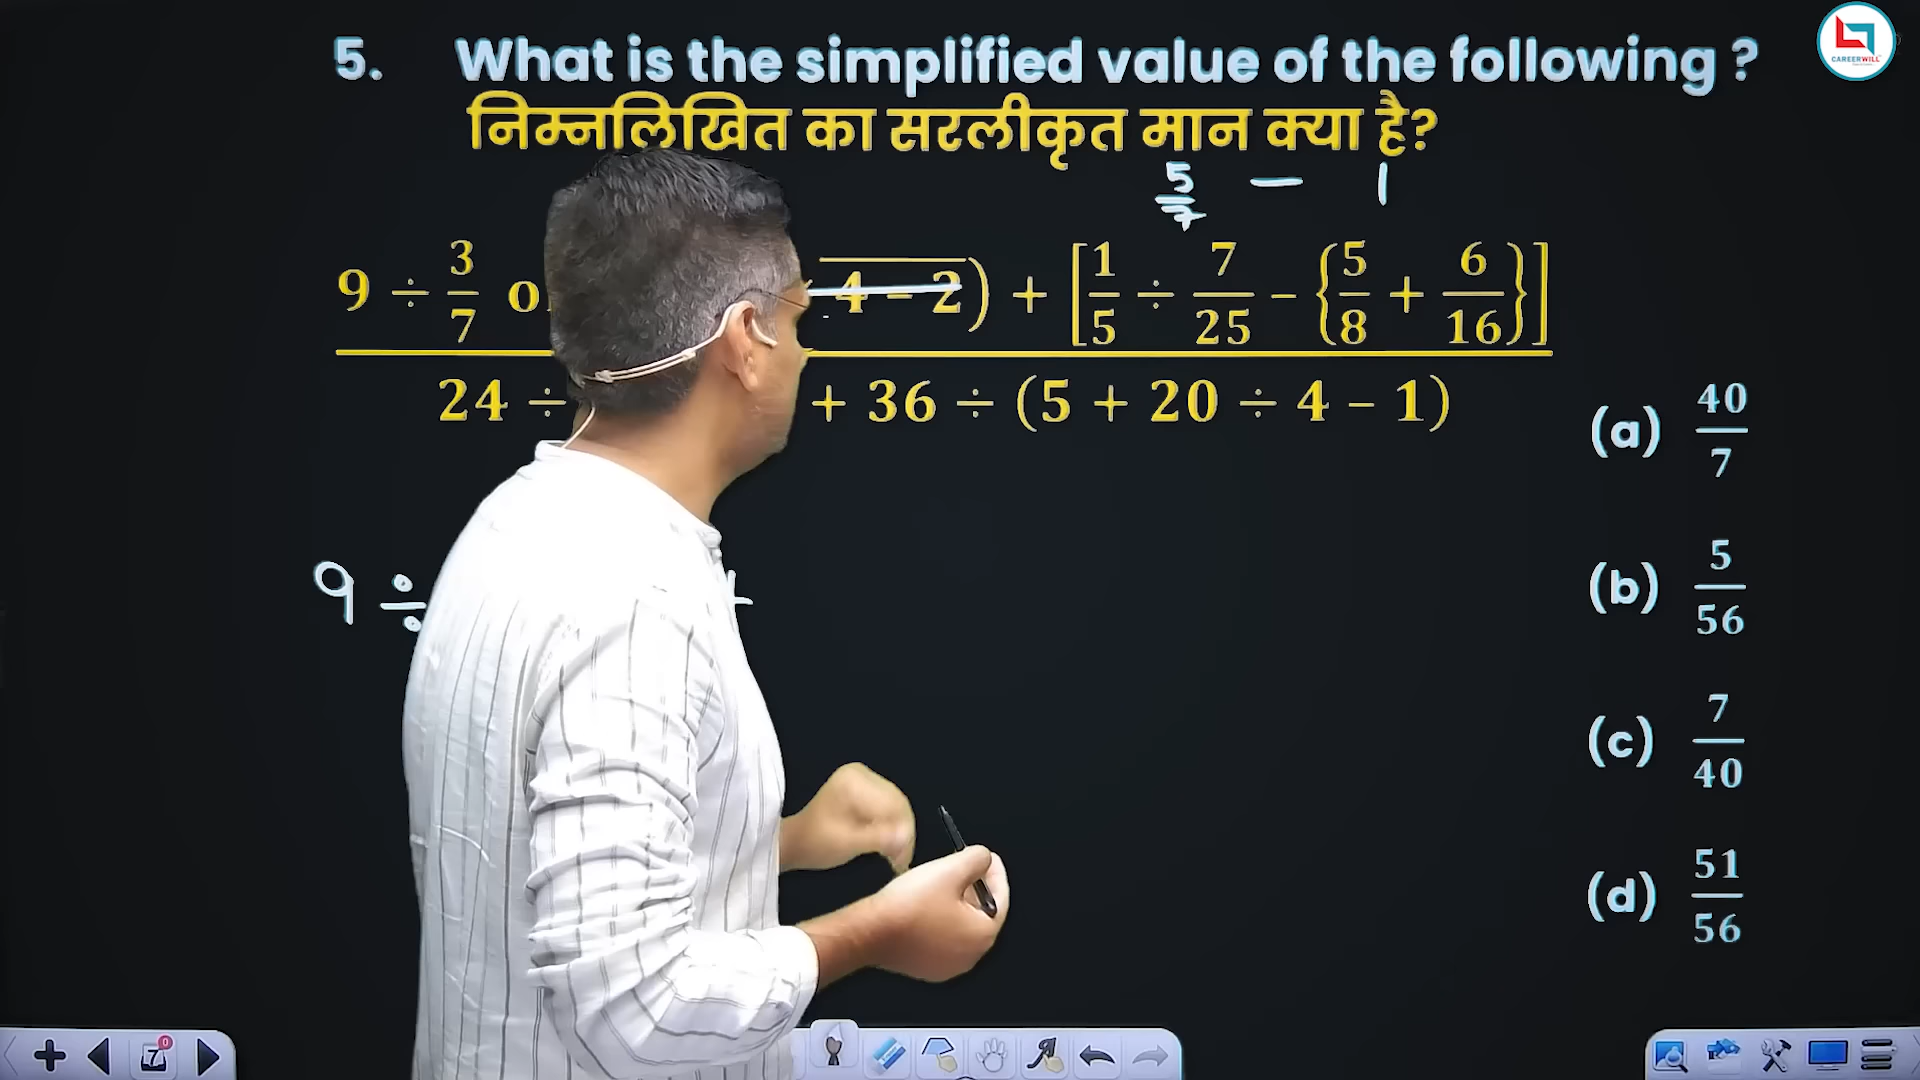 5. What is the simplified value of the following ?
निम्नलिखित का सरलीकृत मान क्या है?
5/7 — 1
9 ÷ 3/7 4 – 2) + [1/5 ÷ 7/25 – {5/8 + 6/16}]
24 ÷ + 36 ÷ (5 + 20 ÷ 4 – 1)
9 ÷ +
(a) 40/7
(b) 5/56
(c) 7/40
(d) 51/56
CAREERWILL
7
0